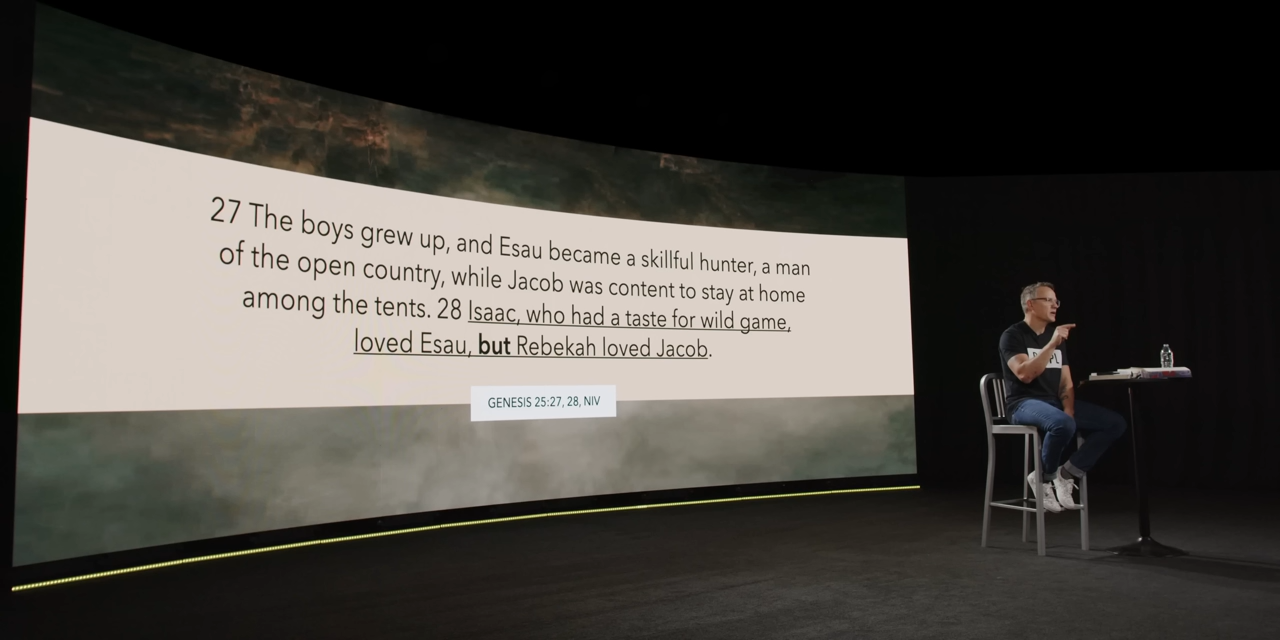 27 The boys grew up, and Esau became a skillful hunter, a man
of the open country, while Jacob was content to stay at home
among the tents. 28 Isaac, who had a taste for wild game,
loved Esau, but Rebekah loved Jacob.
GENESIS 25:27, 28, NIV